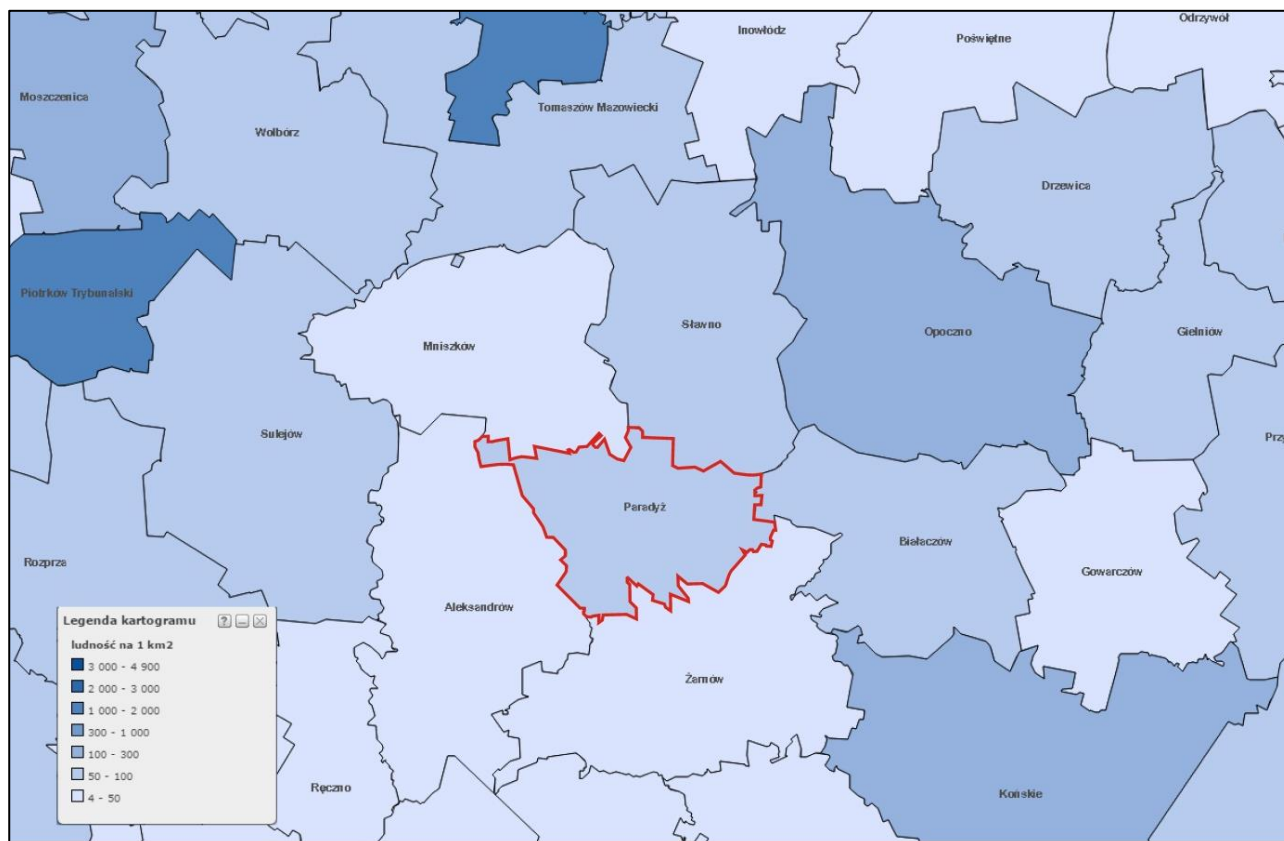 Odrzywół
Inowłódz
Poświętne
Moszczenica
Tomaszów Mazowiecki
Wolbórz
Drzewica
Piotrków Trybunalski
Sławno
Opoczno
Gielniów
Mniszków
Sulejów
Przy
Paradyż
Białaczów
Rozprza
Gowarczów
Aleksandrów
Żarnów
Ręczno
Końskie
Legenda kartogramu ?
ludność na 1 km2
3 000 - 4 900
2 000 - 3 000
1 000 - 2 000
300 - 1 000
100 - 300
50 - 100
4 - 50